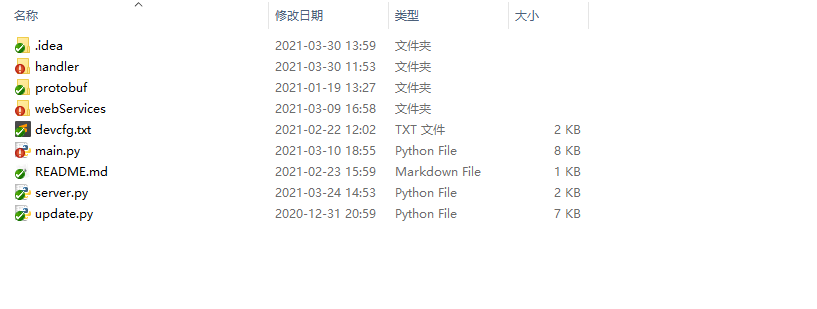 名称 修改日期 类型 大小
.idea 2021-03-30 13:59 文件夹
handler 2021-03-30 11:53 文件夹
protobuf 2021-01-19 13:27 文件夹
webServices 2021-03-09 16:58 文件夹
devcfg.txt 2021-02-22 12:02 TXT 文件 2 KB
main.py 2021-03-10 18:55 Python File 8 KB
README.md 2021-02-23 15:59 Markdown File 1 KB
server.py 2021-03-24 14:53 Python File 2 KB
update.py 2020-12-31 20:59 Python File 7 KB